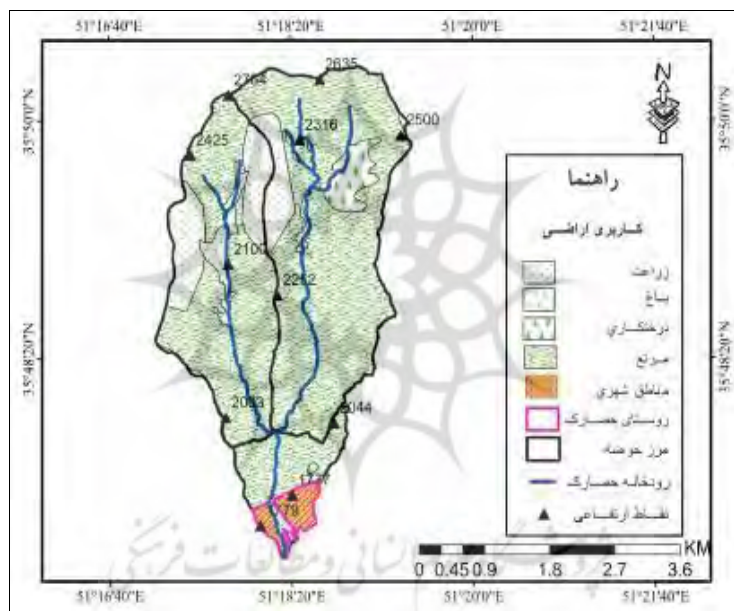 51°16'40"E 51°18'20"E 51°20'0"E 51°21'40"E
35°50'0"N
35°50'0"N
35°48'20"N
35°48'20"N
N
2635
2764
2500
2316
2425
2100
2212
2044
راهنما
کاربری اراضی
زراعت
باغ
درختکاری
مرتع
مناطق شهری
روستای حصارک
مرز حوضه
رودخانه حصارک
نقاط ارتفاعی
KM
0 0.45 0.9 1.8 2.7 3.6
51°16'40"E 51°18'20"E 51°20'0"E 51°21'40"E